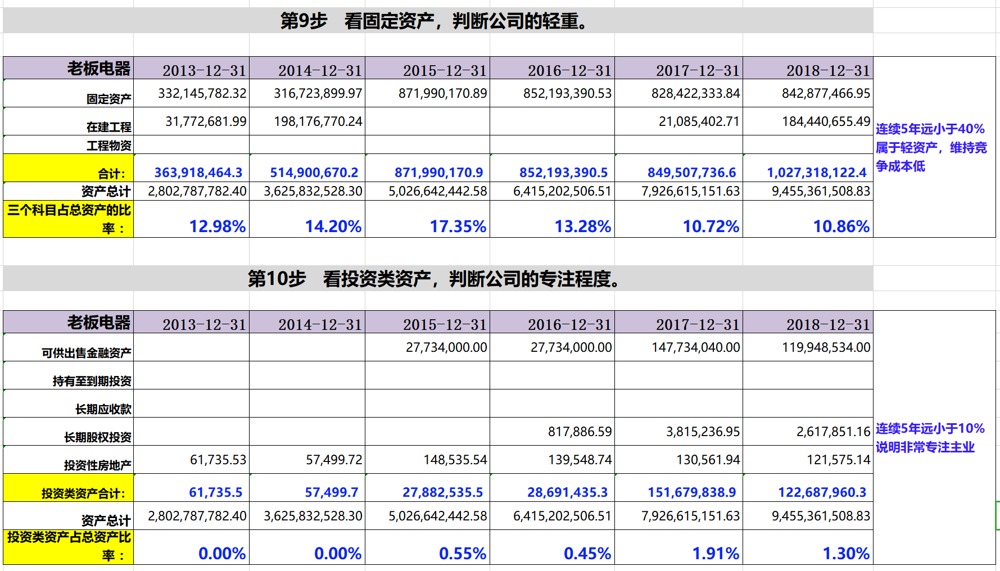 第9步 看固定资产，判断公司的轻重。
老板电器 2013-12-31 2014-12-31 2015-12-31 2016-12-31 2017-12-31 2018-12-31
固定资产 332,145,782.32 316,723,899.97 871,990,170.89 852,193,390.53 828,422,333.84 842,877,466.95
在建工程 31,772,681.99 198,176,770.24 21,085,402.71 184,440,655.49
工程物资
合计： 363,918,464.3 514,900,670.2 871,990,170.9 852,193,390.5 849,507,736.6 1,027,318,122.4
资产总计 2,802,787,782.40 3,625,832,528.30 5,026,642,442.58 6,415,202,506.51 7,926,615,151.63 9,455,361,508.83
三个科目占总资产的比
率： 12.98% 14.20% 17.35% 13.28% 10.72% 10.86%
连续5年远小于40%
属于轻资产，维持竞
争成本低
第10步 看投资类资产，判断公司的专注程度。
老板电器 2013-12-31 2014-12-31 2015-12-31 2016-12-31 2017-12-31 2018-12-31
可供出售金融资产 27,734,000.00 27,734,000.00 147,734,040.00 119,948,534.00
持有至到期投资
长期应收款
长期股权投资 817,886.59 3,815,236.95 2,617,851.16
投资性房地产 61,735.53 57,499.72 148,535.54 139,548.74 130,561.94 121,575.14
投资类资产合计： 61,735.5 57,499.7 27,882,535.5 28,691,435.3 151,679,838.9 122,687,960.3
资产总计 2,802,787,782.40 3,625,832,528.30 5,026,642,442.58 6,415,202,506.51 7,926,615,151.63 9,455,361,508.83
投资类资产占总资产比
率： 0.00% 0.00% 0.55% 0.45% 1.91% 1.30%
连续5年远小于10%
说明非常专注主业